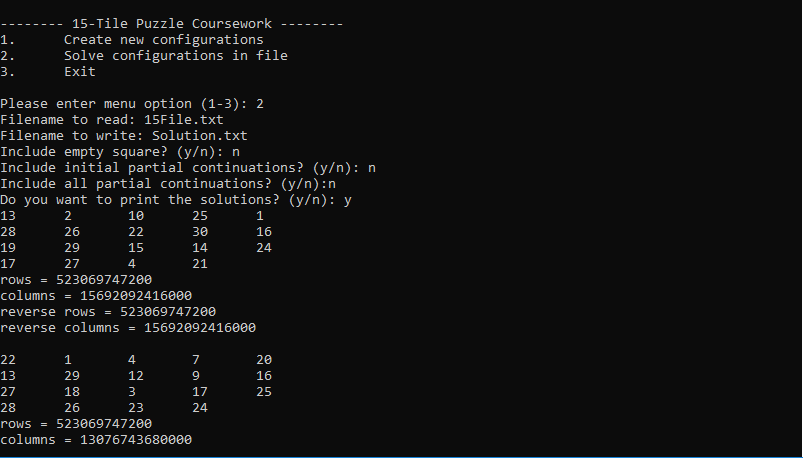 -------- 15-Tile Puzzle Coursework --------
1.      Create new configurations
2.      Solve configurations in file
3.      Exit
Please enter menu option (1-3): 2
Filename to read: 15File.txt
Filename to write: Solution.txt
Include empty square? (y/n): n
Include initial partial continuations? (y/n): n
Include all partial continuations? (y/n):n
Do you want to print the solutions? (y/n): y
13      2       10      25      1
28      26      22      30      16
19      29      15      14      24
17      27      4       21
rows = 523069747200
columns = 15692092416000
reverse rows = 523069747200
reverse columns = 15692092416000
22      1       4       7       20
13      29      12      9       16
27      18      3       17      25
28      26      23      24
rows = 523069747200
columns = 13076743680000